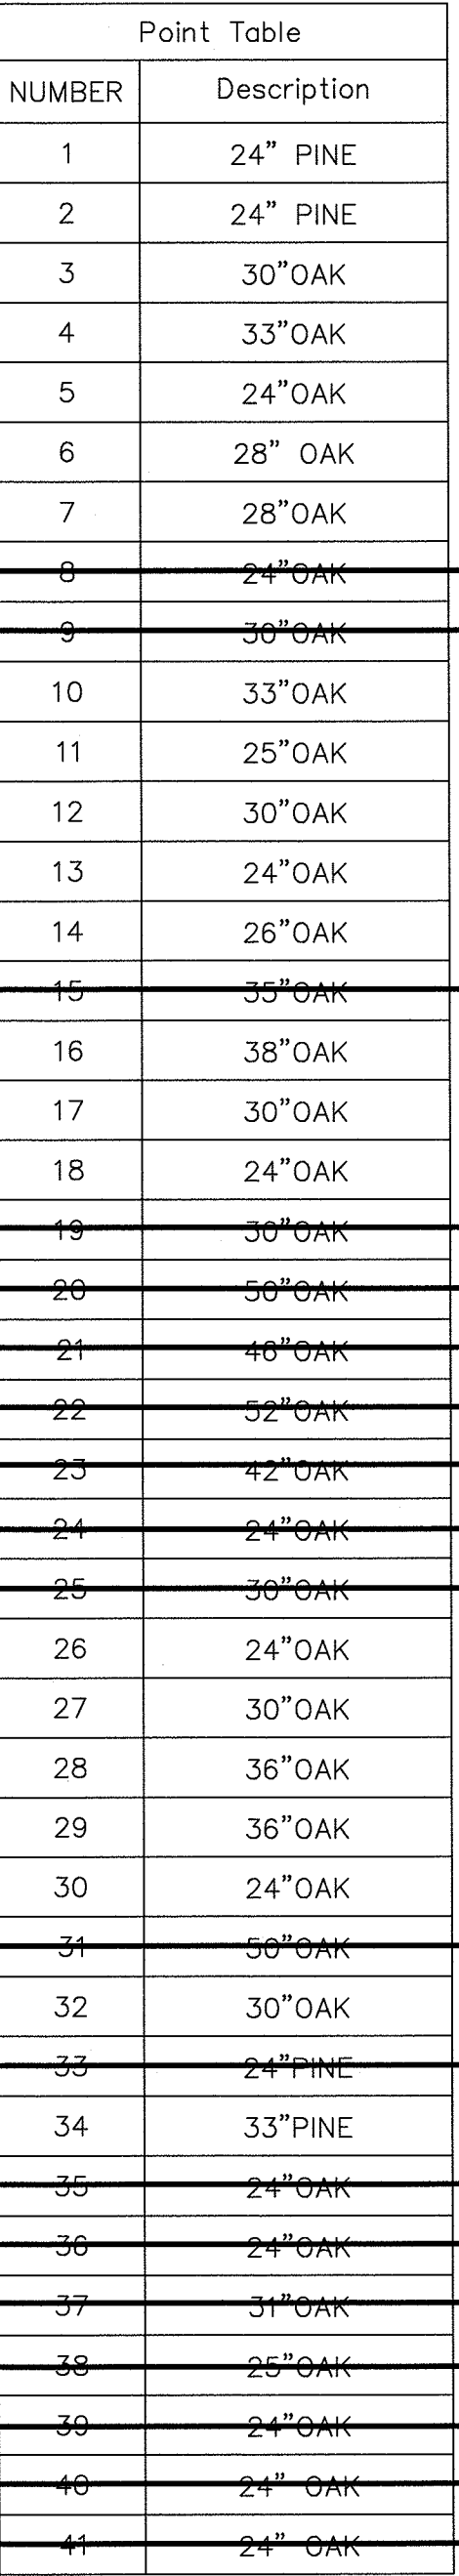 Point Table
NUMBER Description
1 24” PINE
2 24” PINE
3 30”OAK
4 33”OAK
5 24”OAK
6 28” OAK
7 28”OAK
8 24”OAK
9 30”OAK
10 33”OAK
11 25”OAK
12 30”OAK
13 24”OAK
14 26”OAK
15 35”OAK
16 38”OAK
17 30”OAK
18 24”OAK
19 30”OAK
20 50”OAK
21 46”OAK
22 52”OAK
23 42”OAK
24 24”OAK
25 30”OAK
26 24”OAK
27 30”OAK
28 36”OAK
29 36”OAK
30 24”OAK
31 50”OAK
32 30”OAK
33 24”PINE
34 33”PINE
35 24”OAK
36 24”OAK
37 31”OAK
38 25”OAK
39 24”OAK
40 24” OAK
41 24” OAK